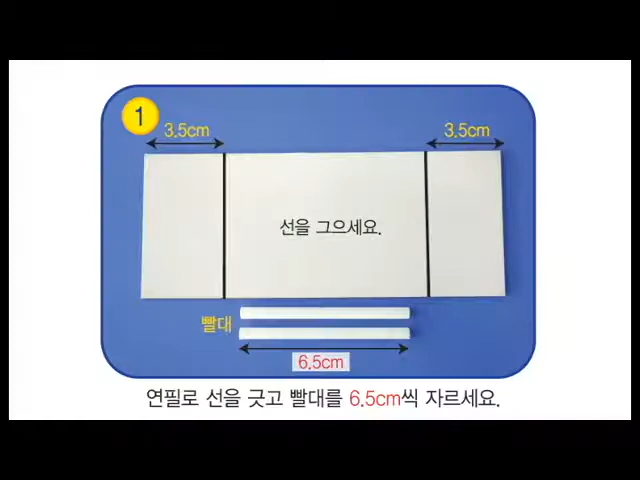 1
3.5cm
3.5cm
선을 그으세요.
빨대
6.5cm
연필로 선을 긋고 빨대를 6.5cm씩 자르세요.